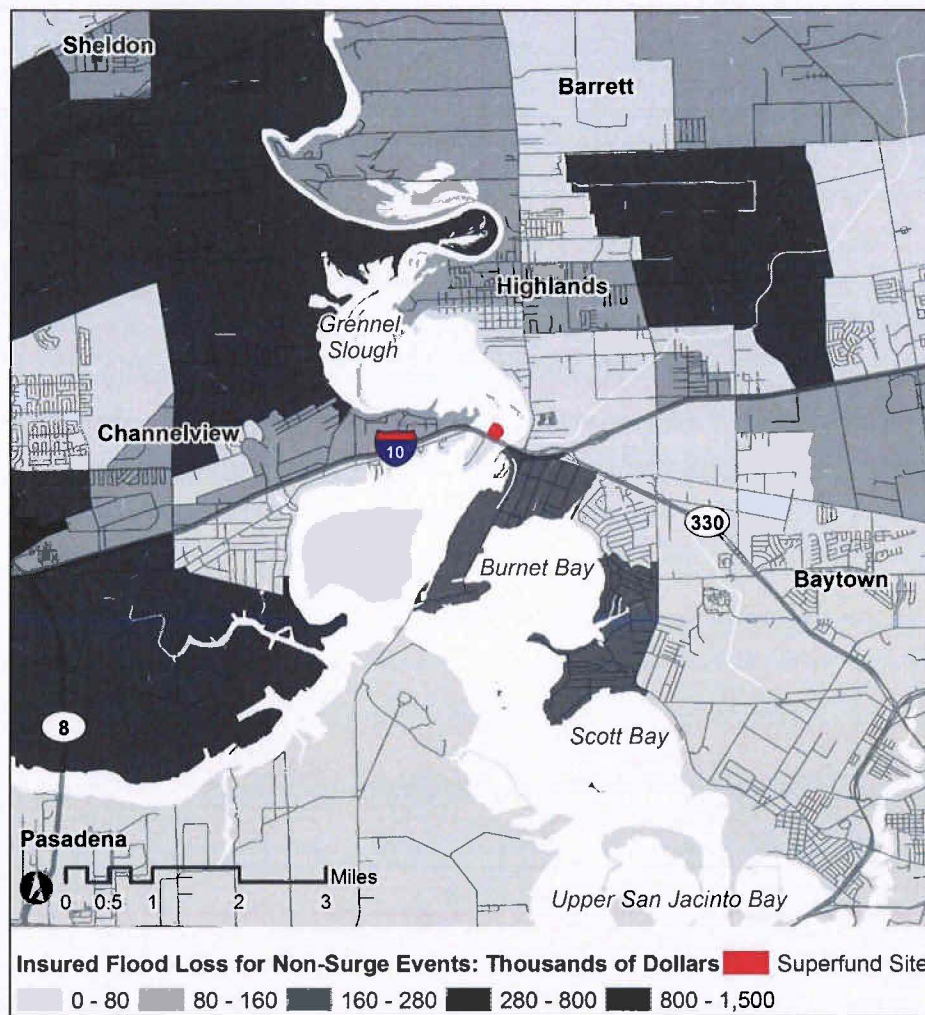 Sheldon
Barrett
Highlands
Grennel
Slough
Channelview
10
330
Burnet Bay
Baytown
8
Scott Bay
Pasadena
Miles
0 0.5 1 2 3
Upper San Jacinto Bay
Insured Flood Loss for Non-Surge Events: Thousands of Dollars Superfund Site
0 - 80 80 - 160 160 - 280 280 - 800 800 - 1,500